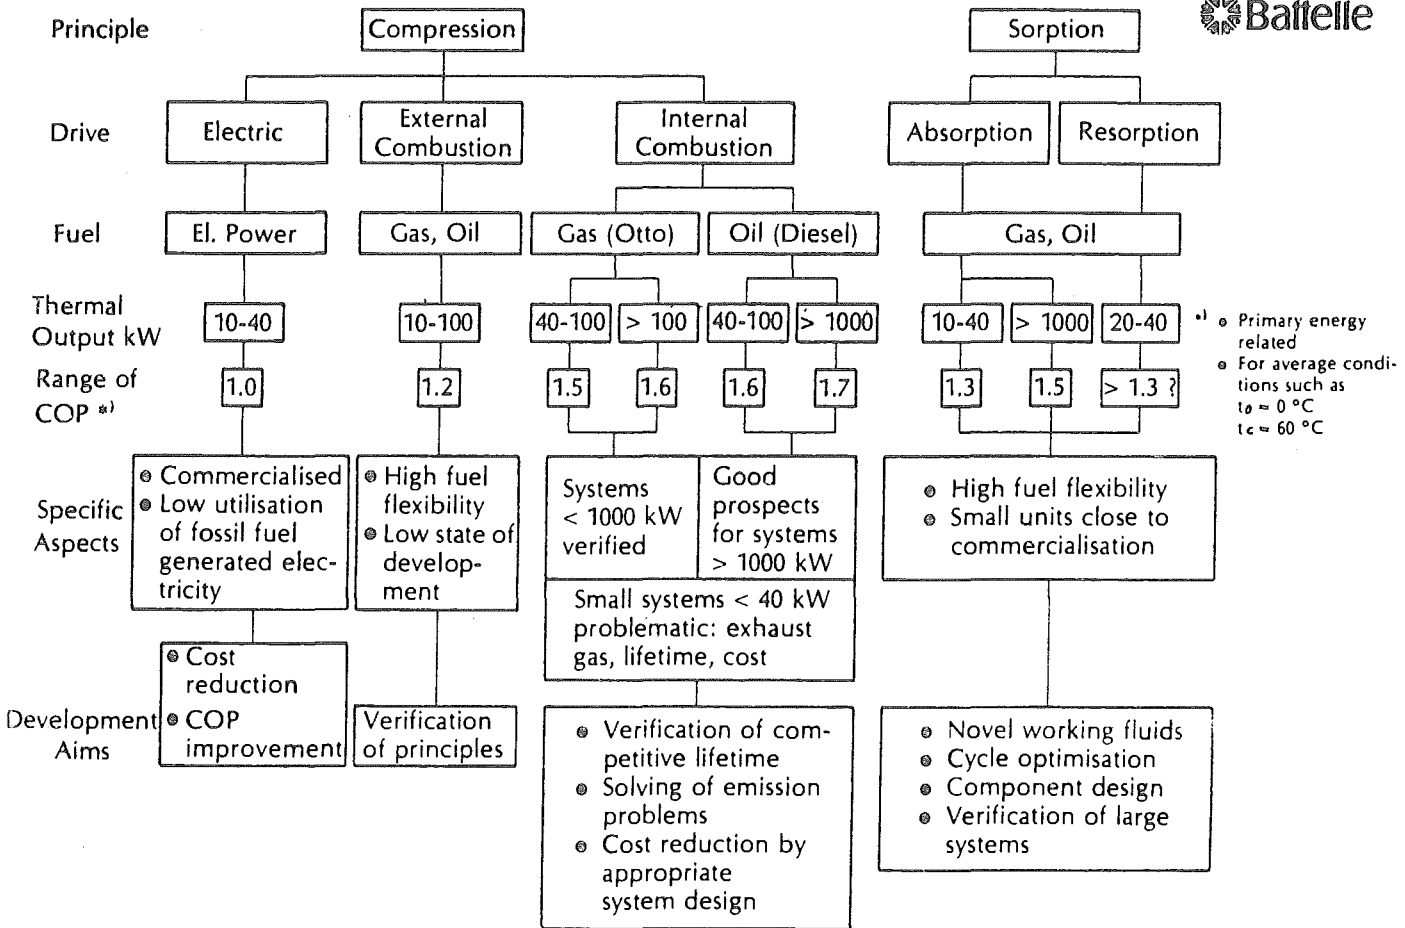 Battelle
Principle
Compression
Sorption
Drive
Electric
External
Combustion
Internal
Combustion
Absorption
Resorption
Fuel
El. Power
Gas, Oil
Gas (Otto)
Oil (Diesel)
Gas, Oil
Thermal
Output kW
10-40
10-100
40-100
> 100
40-100
> 1000
10-40
> 1000
20-40
Range of
COP *)
1.0
1.2
1.5
1.6
1.6
1.7
1.3
1.5
> 1.3 ?
*) • Primary energy
related
• For average condi-
tions such as
t₀ = 0 °C
tc = 60 °C
Specific
Aspects
• Commercialised
• Low utilisation
of fossil fuel
generated elec-
tricity
• High fuel
flexibility
• Low state of
develop-
ment
Systems
< 1000 kW
verified
Good
prospects
for systems
> 1000 kW
Small systems < 40 kW
problematic: exhaust
gas, lifetime, cost
• High fuel flexibility
• Small units close to
commercialisation
Development
Aims
• Cost
reduction
• COP
improvement
Verification
of principles
• Verification of com-
petitive lifetime
• Solving of emission
problems
• Cost reduction by
appropriate
system design
• Novel working fluids
• Cycle optimisation
• Component design
• Verification of large
systems